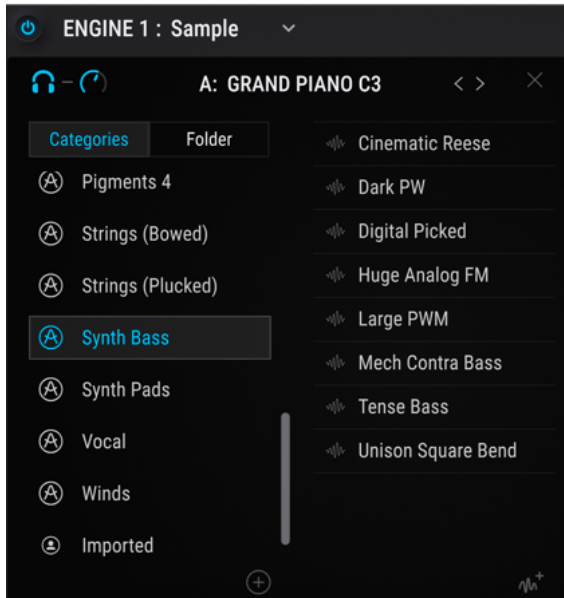 ENGINE 1 : Sample
A: GRAND PIANO C3
Categories Folder
Pigments 4
Strings (Bowed)
Strings (Plucked)
Synth Bass
Synth Pads
Vocal
Winds
Imported
Cinematic Reese
Dark PW
Digital Picked
Huge Analog FM
Large PWM
Mech Contra Bass
Tense Bass
Unison Square Bend